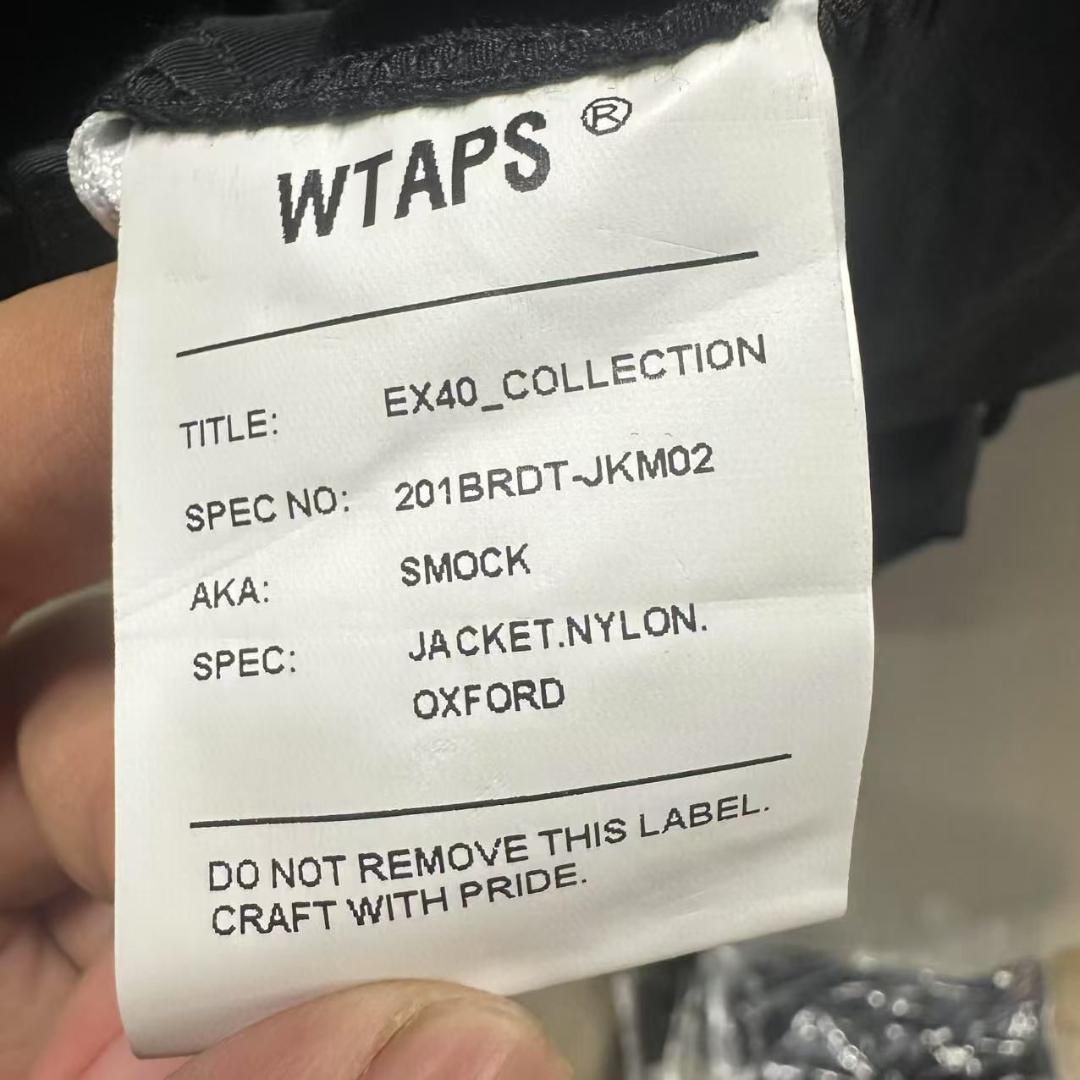 WTAPS ®
TITLE: EX40_COLLECTION
SPEC NO: 201BRDT-JKM02
AKA: SMOCK
SPEC: JACKET.NYLON.
OXFORD
DO NOT REMOVE THIS LABEL.
CRAFT WITH PRIDE.